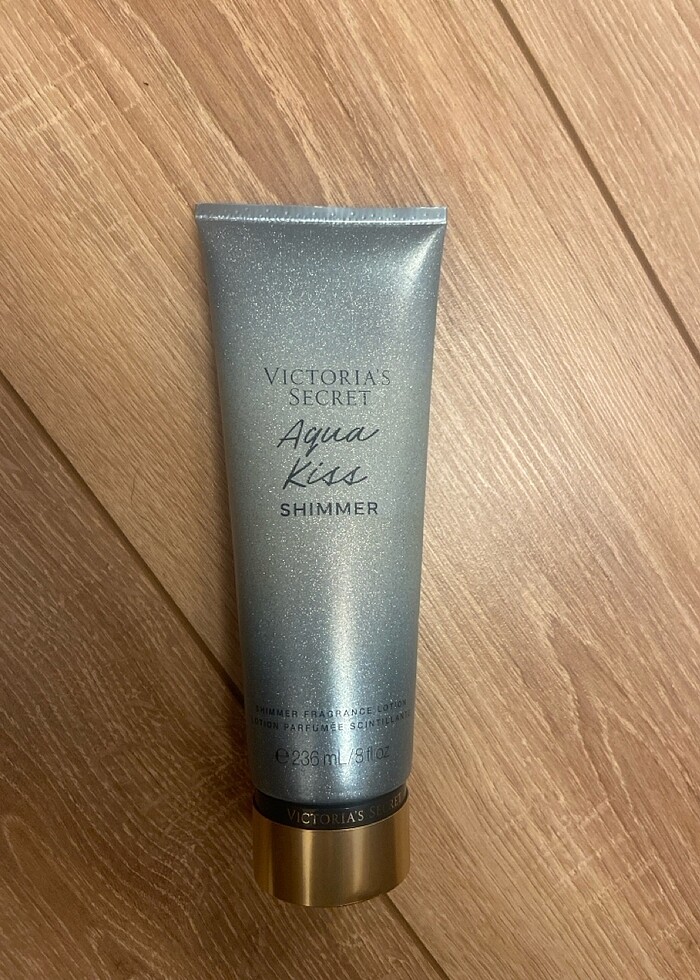 VICTORIA'S
SECRET
Aqua
Kiss
SHIMMER
SHIMMER FRAGRANCE LOTION
LOTION PARFUMÉE SCINTILLANTE
℮ 236 mL/8 fl oz
VICTORIA'S SECRET